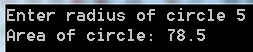 Enter radius of circle 5
Area of circle: 78.5